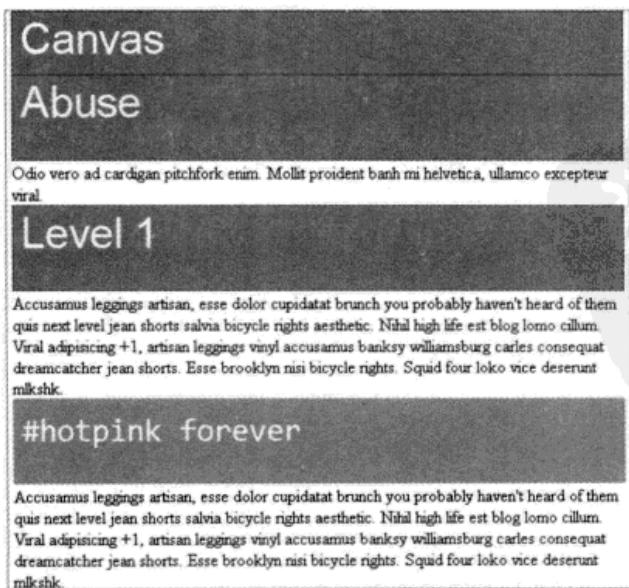 Canvas
Abuse
Odio vero ad cardigan pitchfork enim. Mollit proident banh mi helvetica, ullamco excepteur
viral.
Level 1
Accusamus leggings artisan, esse dolor cupidatat brunch you probably haven't heard of them
quis next level jean shorts salvia bicycle rights aesthetic. Nihil high life est blog lomo cillum.
Viral adipisicing +1, artisan leggings vinyl accusamus banksy williamsburg carles consequat
dreamcatcher jean shorts. Esse brooklyn nisi bicycle rights. Squid four loko vice deserunt
mlkshk.
#hotpink forever
Accusamus leggings artisan, esse dolor cupidatat brunch you probably haven't heard of them
quis next level jean shorts salvia bicycle rights aesthetic. Nihil high life est blog lomo cillum.
Viral adipisicing +1, artisan leggings vinyl accusamus banksy williamsburg carles consequat
dreamcatcher jean shorts. Esse brooklyn nisi bicycle rights. Squid four loko vice deserunt
mlkshk.